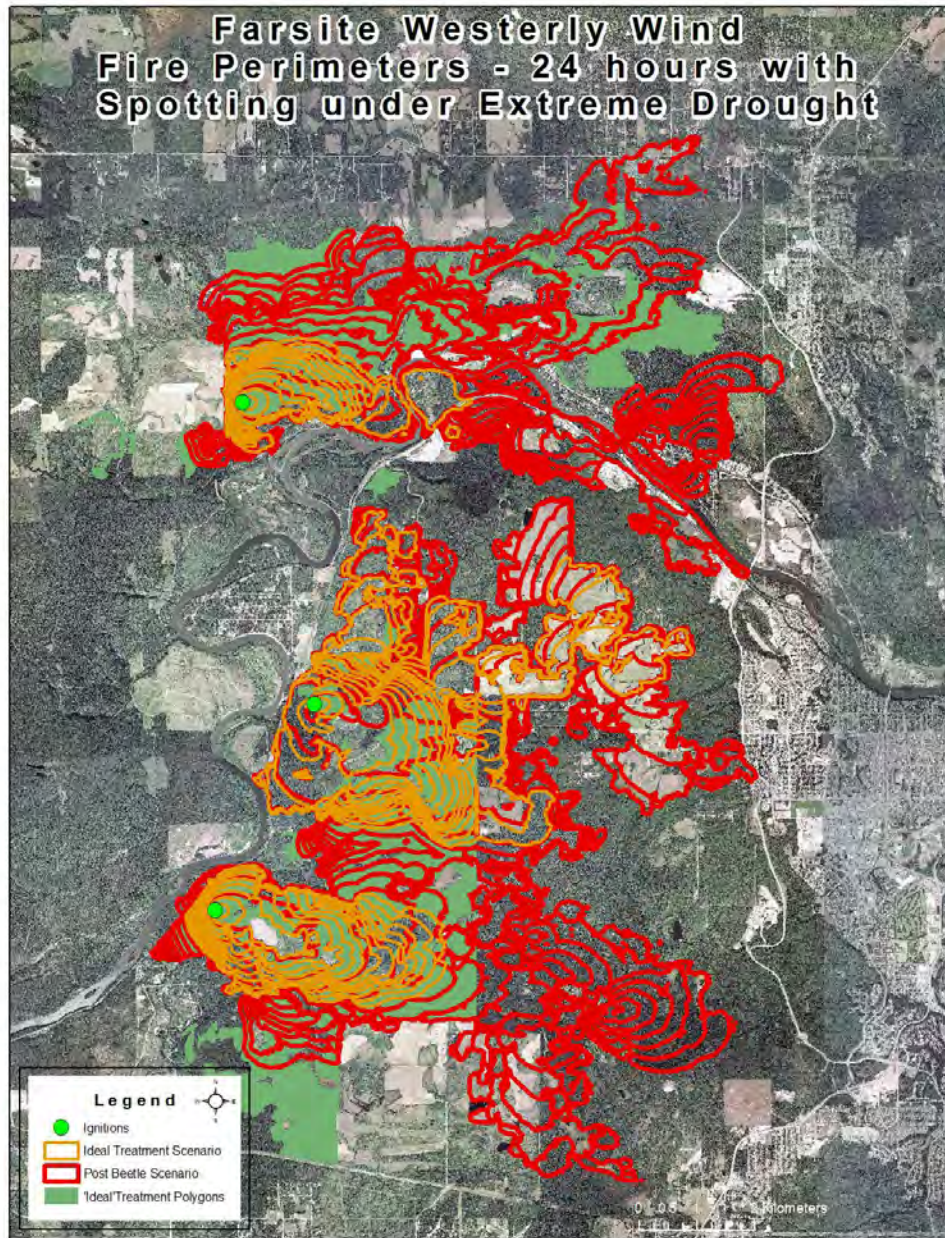 Farsite Westerly Wind
Fire Perimeters - 24 hours with
Spotting under Extreme Drought
Legend
Ignitions
Ideal Treatment Scenario
Post Beetle Scenario
'Ideal' Treatment Polygons
Kilometers